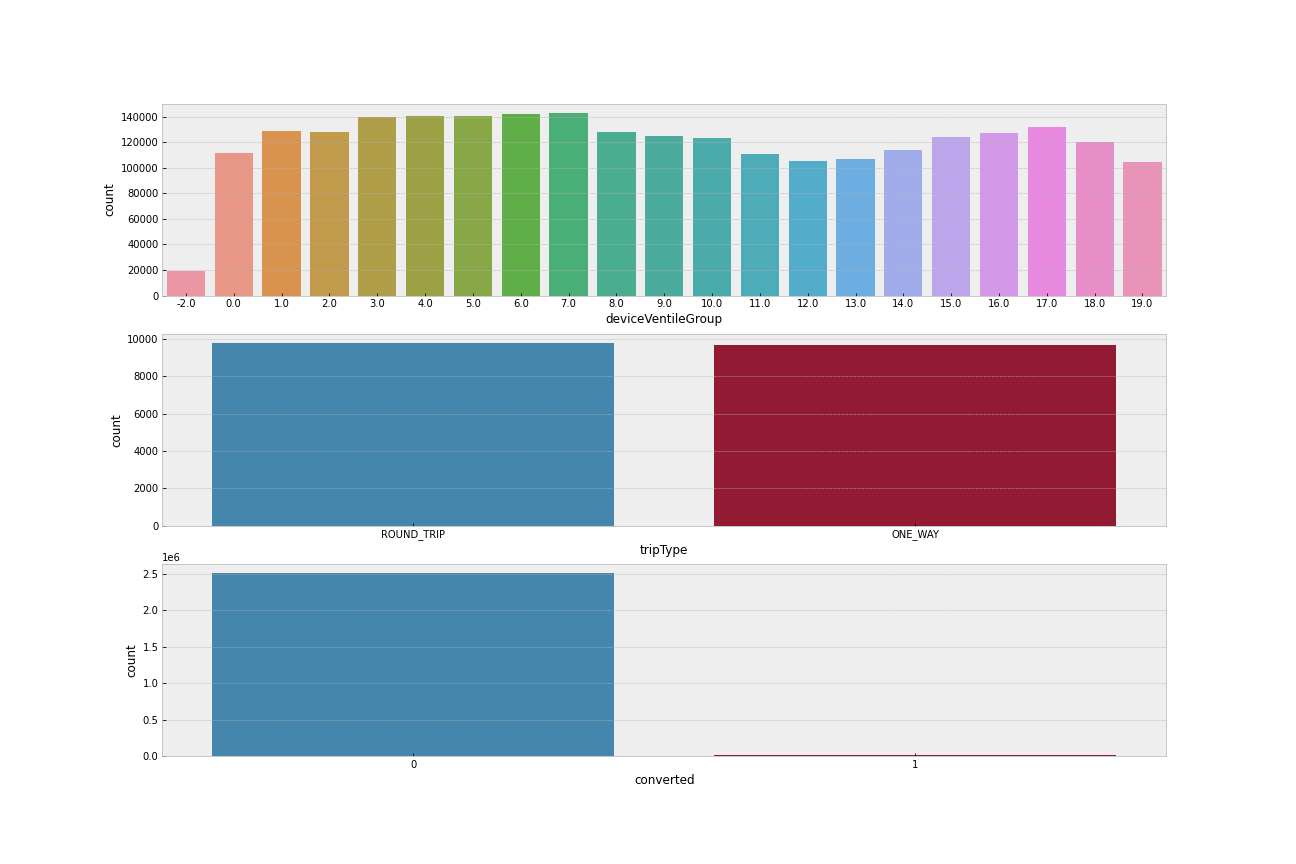 140000
120000
100000
80000
60000
40000
20000
0
count
-2.0 0.0 1.0 2.0 3.0 4.0 5.0 6.0 7.0 8.0 9.0 10.0 11.0 12.0 13.0 14.0 15.0 16.0 17.0 18.0 19.0
deviceVentileGroup
10000
8000
6000
4000
2000
0
count
ROUND_TRIP ONE_WAY
tripType
1e6
2.5
2.0
1.5
1.0
0.5
0.0
count
0 1
converted